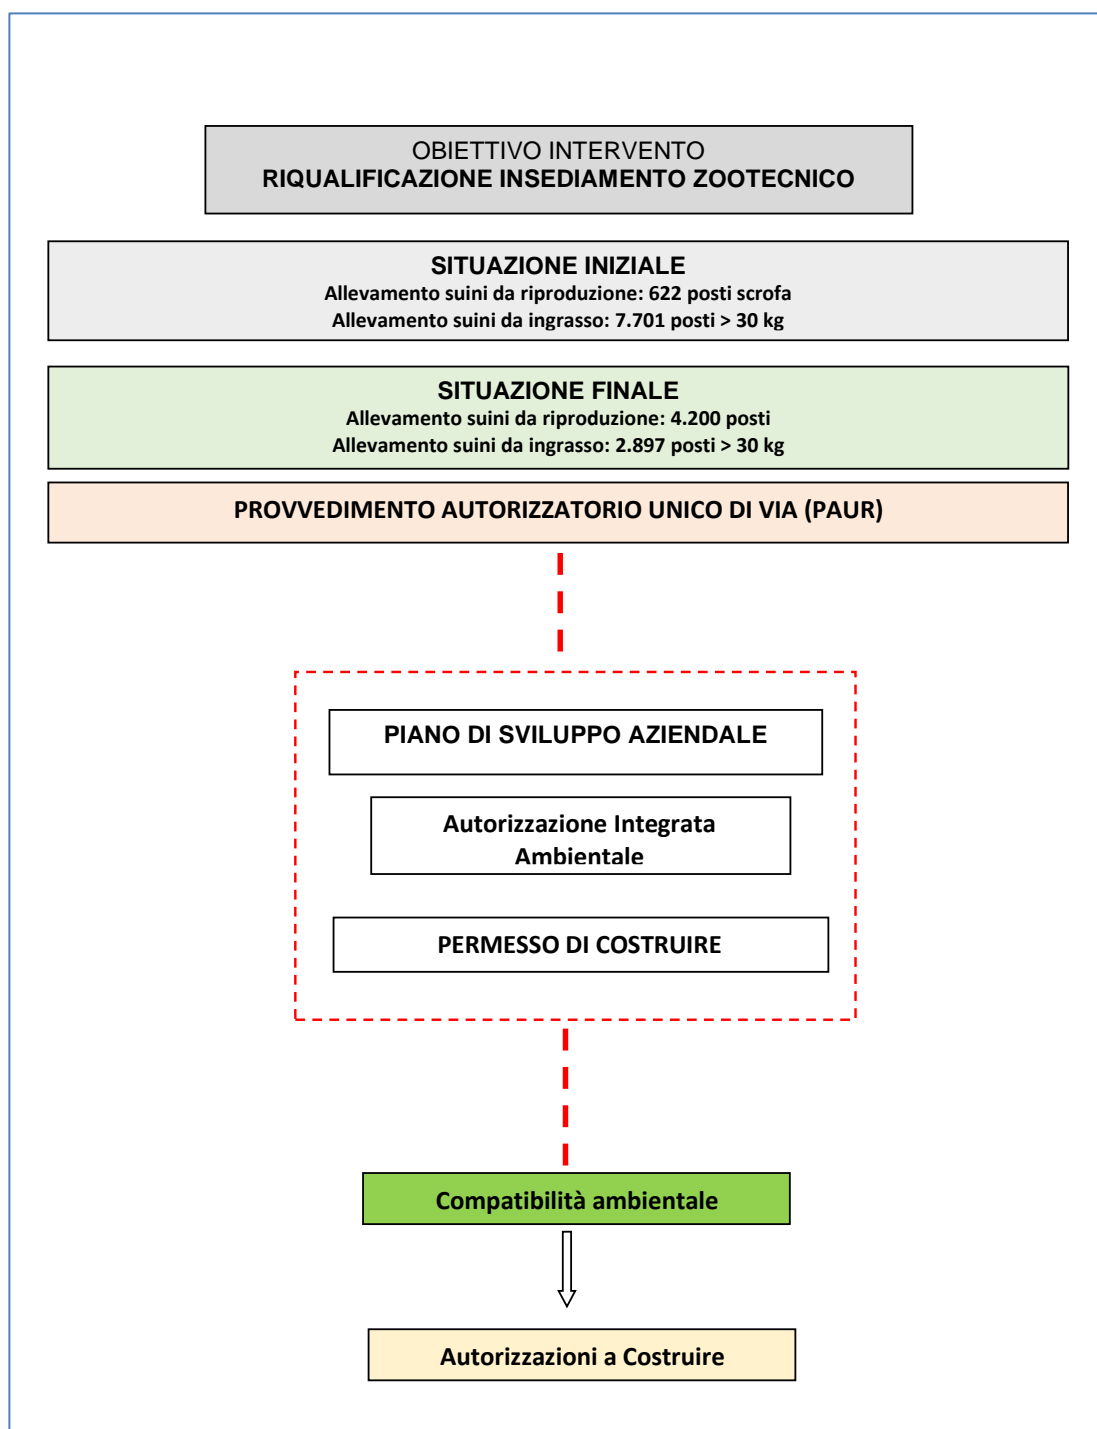 OBIETTIVO INTERVENTO
RIQUALIFICAZIONE INSEDIAMENTO ZOOTECNICO
SITUAZIONE INIZIALE
Allevamento suini da riproduzione: 622 posti scrofa
Allevamento suini da ingrasso: 7.701 posti > 30 kg
SITUAZIONE FINALE
Allevamento suini da riproduzione: 4.200 posti
Allevamento suini da ingrasso: 2.897 posti > 30 kg
PROVVEDIMENTO AUTORIZZATORIO UNICO DI VIA (PAUR)
PIANO DI SVILUPPO AZIENDALE
Autorizzazione Integrata
Ambientale
PERMESSO DI COSTRUIRE
Compatibilità ambientale
Autorizzazioni a Costruire